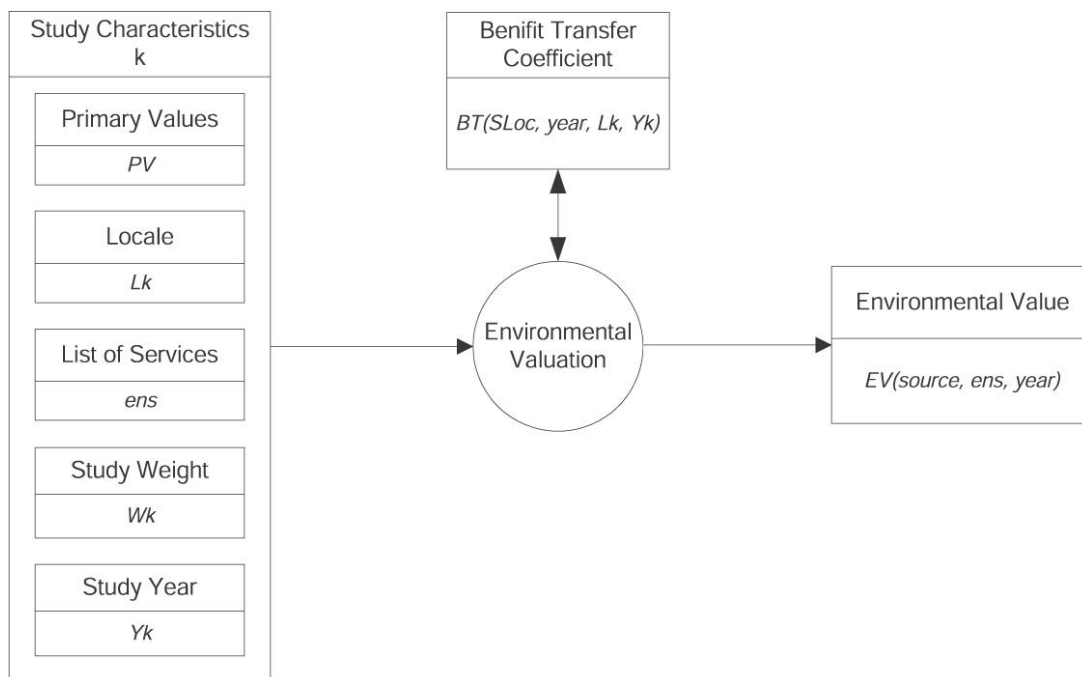 Study Characteristics
k
Primary Values
PV
Locale
Lk
List of Services
ens
Study Weight
Wk
Study Year
Yk
Benifit Transfer
Coefficient
BT(SLoc, year, Lk, Yk)
Environmental
Valuation
Environmental Value
EV(source, ens, year)